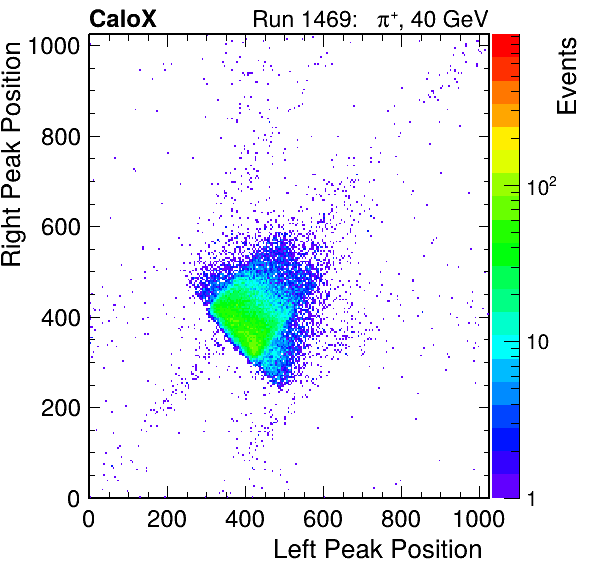 CaloX Run 1469: π⁺, 40 GeV
Right Peak Position
1000
800
600
400
200
0
0 200 400 600 800 1000
Left Peak Position
Events
10²
10
1